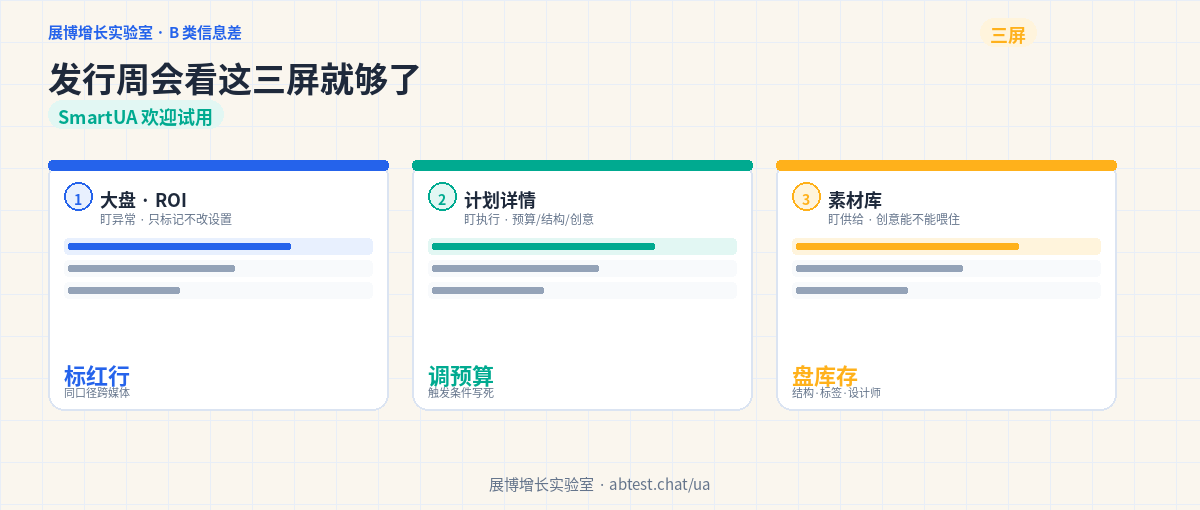 展博增长实验室 · B 类信息差
三屏
发行周会看这三屏就够了
SmartUA 欢迎试用
1
大盘 · ROI
盯异常 · 只标记不改设置
标红行
同口径跨媒体
2
计划详情
盯执行 · 预算/结构/创意
调预算
触发条件写死
3
素材库
盯供给 · 创意能不能喂住
盘库存
结构·标签·设计师
展博增长实验室 · abtest.chat/ua